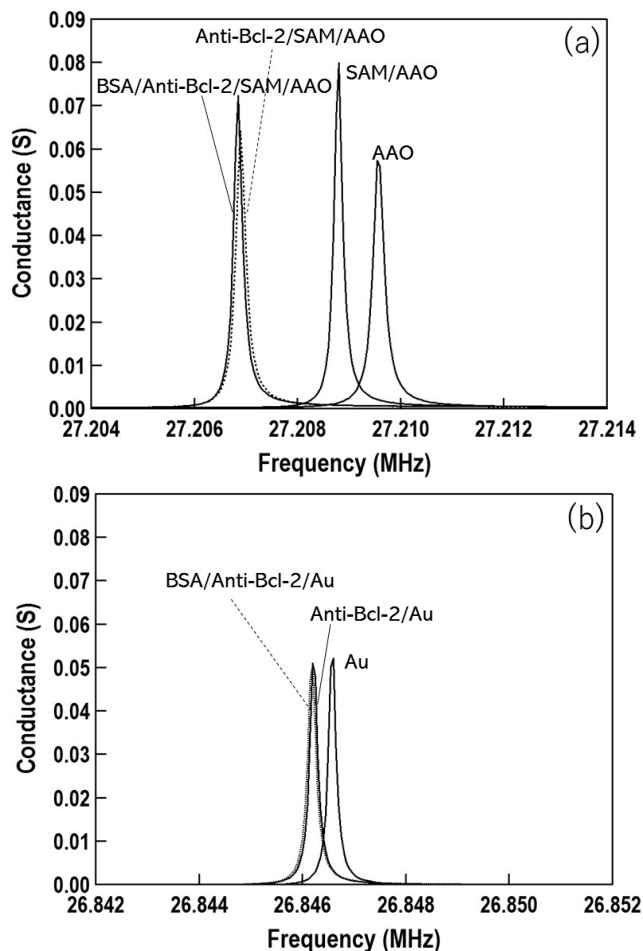 Anti-Bcl-2/SAM/AAO
(a)
BSA/Anti-Bcl-2/SAM/AAO
SAM/AAO
AAO
Conductance (S)
0.09
0.08
0.07
0.06
0.05
0.04
0.03
0.02
0.01
0.00
27.204 27.206 27.208 27.210 27.212 27.214
Frequency (MHz)
(b)
BSA/Anti-Bcl-2/Au
Anti-Bcl-2/Au
Au
Conductance (S)
0.09
0.08
0.07
0.06
0.05
0.04
0.03
0.02
0.01
0.00
26.842 26.844 26.846 26.848 26.850 26.852
Frequency (MHz)